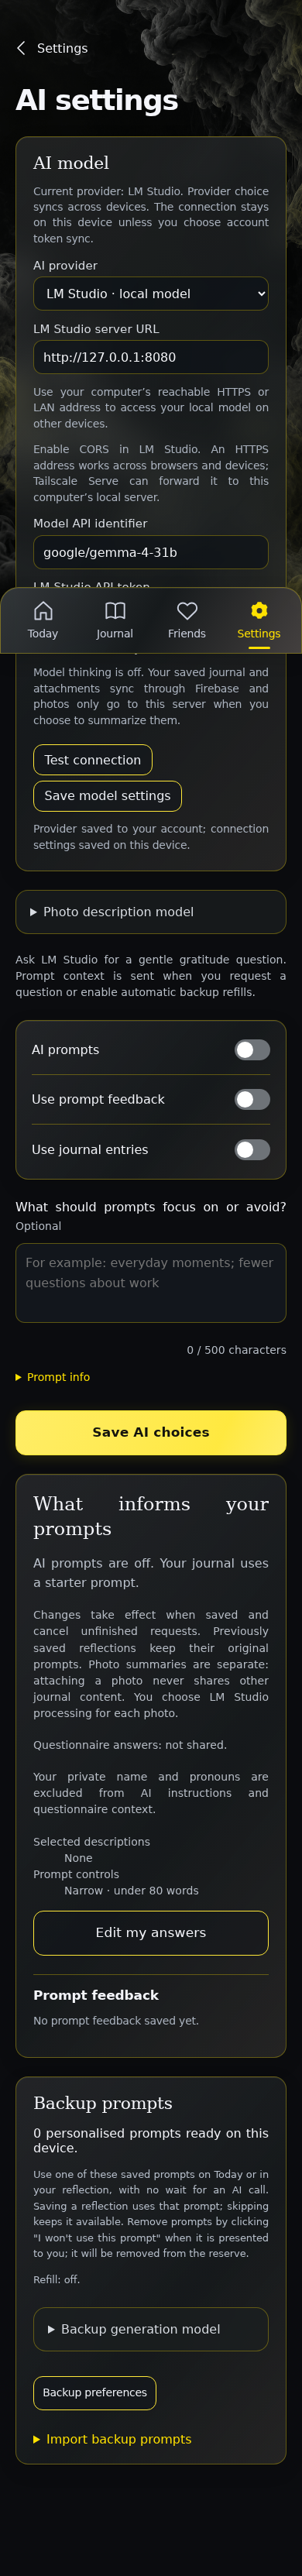 Settings
AI settings
AI model
Current provider: LM Studio. Provider choice
syncs across devices. The connection stays
on this device unless you choose account
token sync.
AI provider
LM Studio · local model
LM Studio server URL
http://127.0.0.1:8080
Use your computer’s reachable HTTPS or
LAN address to access your local model on
other devices.
Enable CORS in LM Studio. An HTTPS
address works across browsers and devices;
Tailscale Serve can forward it to this
computer’s local server.
Model API identifier
google/gemma-4-31b
LM Studio API token
Today
Journal
Friends
Settings
Model thinking is off. Your saved journal and
attachments sync through Firebase and
photos only go to this server when you
choose to summarize them.
Test connection
Save model settings
Provider saved to your account; connection
settings saved on this device.
Photo description model
Ask LM Studio for a gentle gratitude question.
Prompt context is sent when you request a
question or enable automatic backup refills.
AI prompts
Use prompt feedback
Use journal entries
What should prompts focus on or avoid?
Optional
For example: everyday moments; fewer
questions about work
0 / 500 characters
Prompt info
Save AI choices
What informs your
prompts
AI prompts are off. Your journal uses
a starter prompt.
Changes take effect when saved and
cancel unfinished requests. Previously
saved reflections keep their original
prompts. Photo summaries are separate:
attaching a photo never shares other
journal content. You choose LM Studio
processing for each photo.
Questionnaire answers: not shared.
Your private name and pronouns are
excluded from AI instructions and
questionnaire context.
Selected descriptions
None
Prompt controls
Narrow · under 80 words
Edit my answers
Prompt feedback
No prompt feedback saved yet.
Backup prompts
0 personalised prompts ready on this
device.
Use one of these saved prompts on Today or in
your reflection, with no wait for an AI call.
Saving a reflection uses that prompt; skipping
keeps it available. Remove prompts by clicking
"I won't use this prompt" when it is presented
to you; it will be removed from the reserve.
Refill: off.
Backup generation model
Backup preferences
Import backup prompts